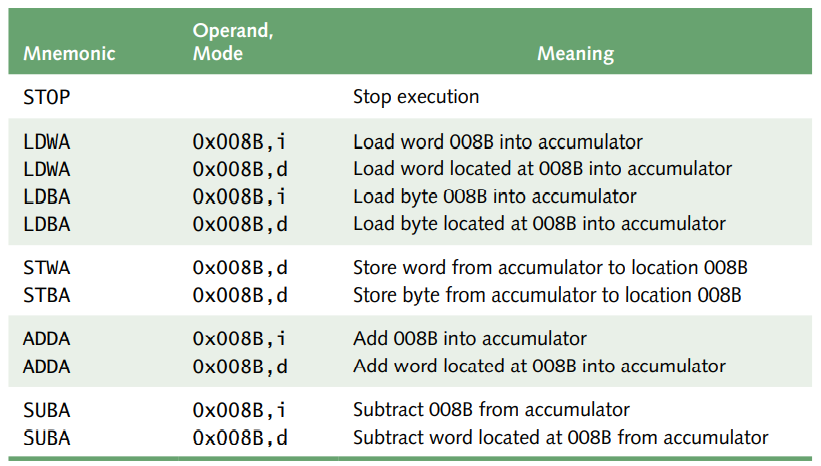 Mnemonic Operand, Mode Meaning
STOP Stop execution
LDWA 0x008B,i Load word 008B into accumulator
LDWA 0x008B,d Load word located at 008B into accumulator
LDBA 0x008B,i Load byte 008B into accumulator
LDBA 0x008B,d Load byte located at 008B into accumulator
STWA 0x008B,d Store word from accumulator to location 008B
STBA 0x008B,d Store byte from accumulator to location 008B
ADDA 0x008B,i Add 008B into accumulator
ADDA 0x008B,d Add word located at 008B into accumulator
SUBA 0x008B,i Subtract 008B from accumulator
SUBA 0x008B,d Subtract word located at 008B from accumulator